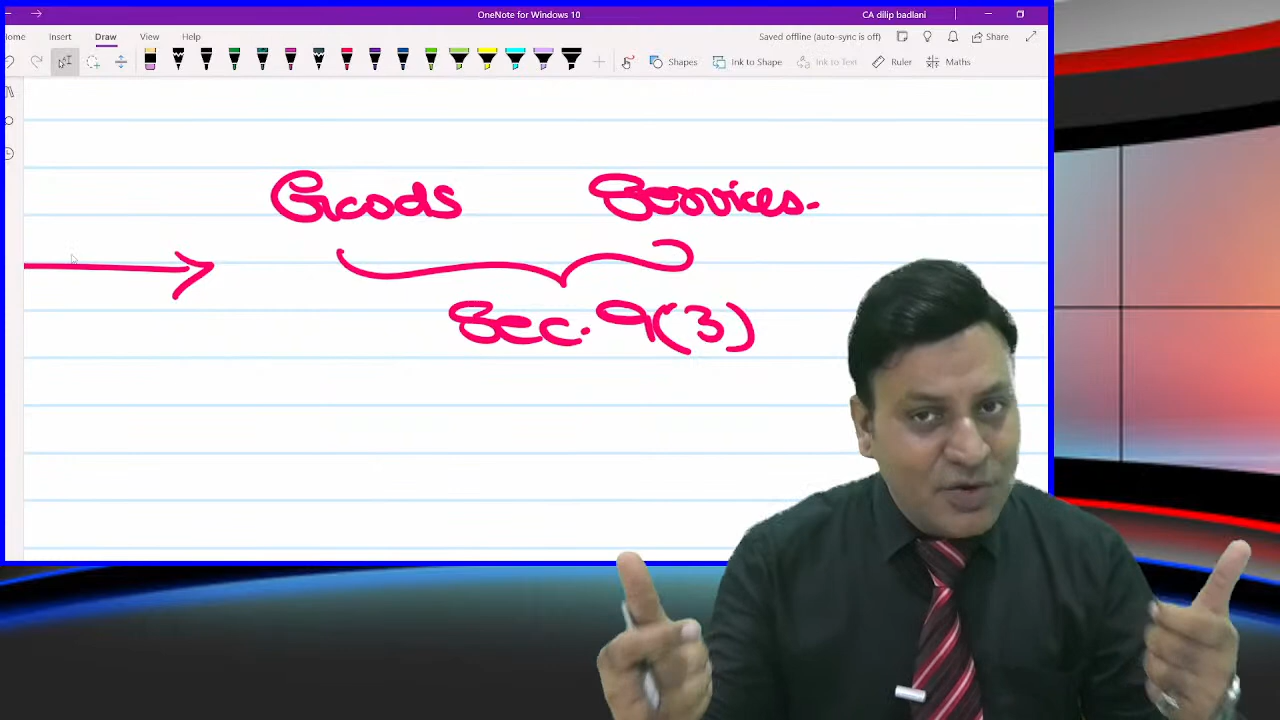 OneNote for Windows 10
CA dilip badlani
Insert
Draw
View
Help
Saved offline (auto-sync is off)
Share
Shapes
Ink to Shape
Ink to Text
Ruler
Maths
Goods Services.
Sec. 9(3)